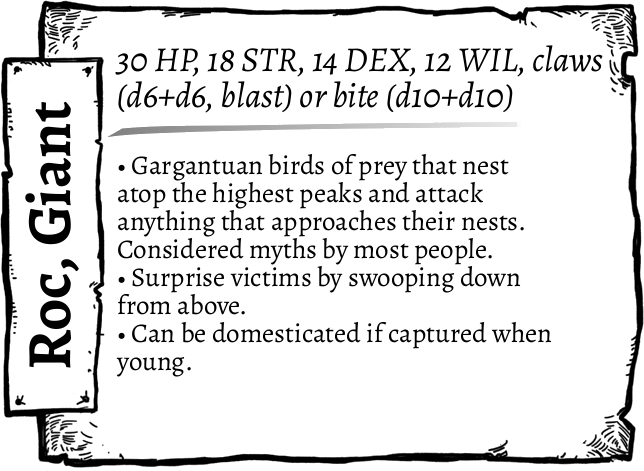 Roc, Giant
30 HP, 18 STR, 14 DEX, 12 WIL, claws
(d6+d6, blast) or bite (d10+d10)
• Gargantuan birds of prey that nest
atop the highest peaks and attack
anything that approaches their nests.
Considered myths by most people.
• Surprise victims by swooping down
from above.
• Can be domesticated if captured when
young.